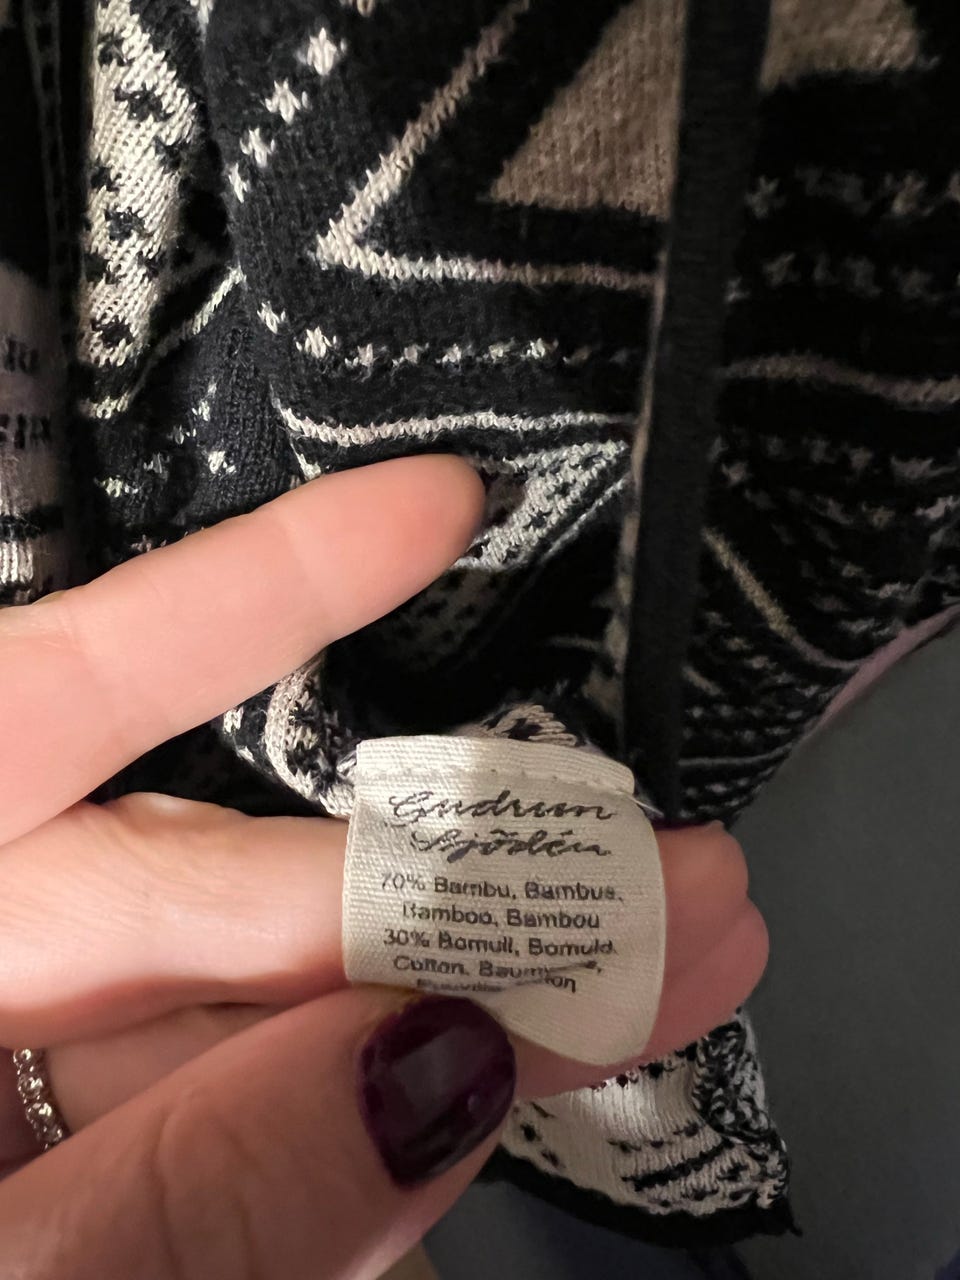 Gudrun
Sjödén
70% Bambu, Bambus,
Bamboo, Bambou
30% Bomull, Bomuld,
Cotton,